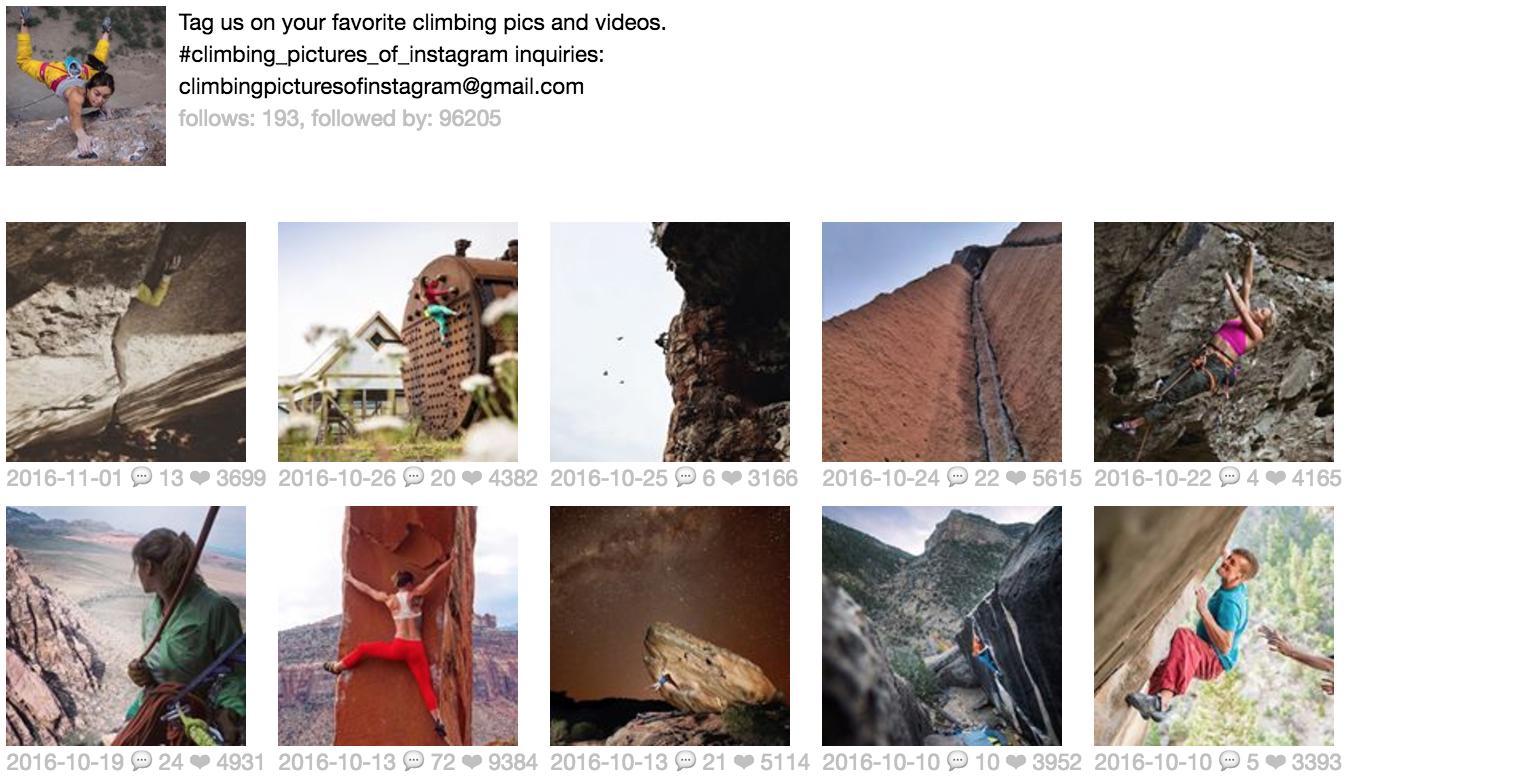 Tag us on your favorite climbing pics and videos.
#climbing_pictures_of_instagram inquiries:
climbingpicturesofinstagram@gmail.com
follows: 193, followed by: 96205
2016-11-01 💬 13 ❤ 3699
2016-10-26 💬 20 ❤ 4382
2016-10-25 💬 6 ❤ 3166
2016-10-24 💬 22 ❤ 5615
2016-10-22 💬 4 ❤ 4165
2016-10-19 💬 24 ❤ 4931
2016-10-13 💬 72 ❤ 9384
2016-10-13 💬 21 ❤ 5114
2016-10-10 💬 10 ❤ 3952
2016-10-10 💬 5 ❤ 3393